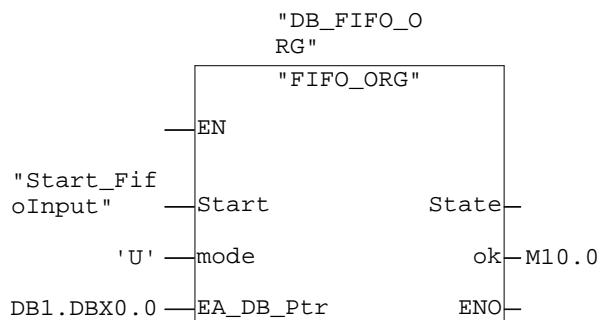 "DB_FIFO_O
RG"
"FIFO_ORG"
EN
"Start_Fif
oInput"
Start
State
'U'
mode
ok
M10.0
DB1.DBX0.0
EA_DB_Ptr
ENO